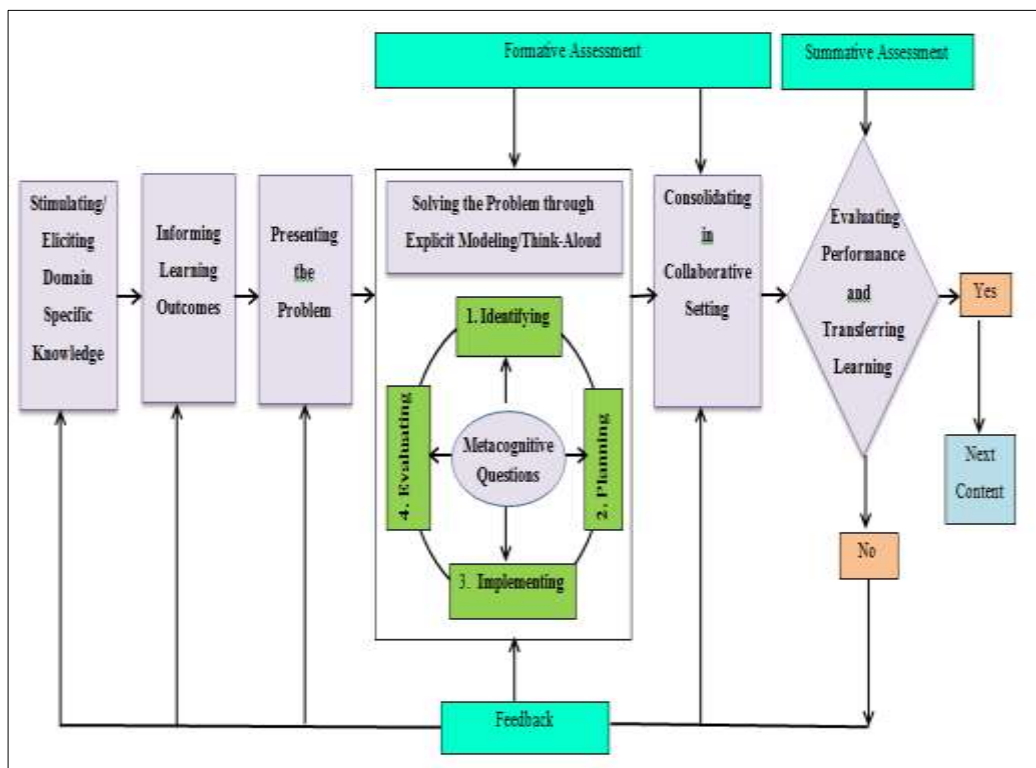 Formative Assessment
Summative Assessment
Stimulating/
Eliciting
Domain
Specific
Knowledge
Informing
Learning
Outcomes
Presenting
the
Problem
Solving the Problem through
Explicit Modeling/Think-Aloud
1. Identifying
2. Planning
3. Implementing
4. Evaluating
Metacognitive
Questions
Consolidating
in
Collaborative
Setting
Evaluating
Performance
and
Transferring
Learning
Yes
Next
Content
No
Feedback